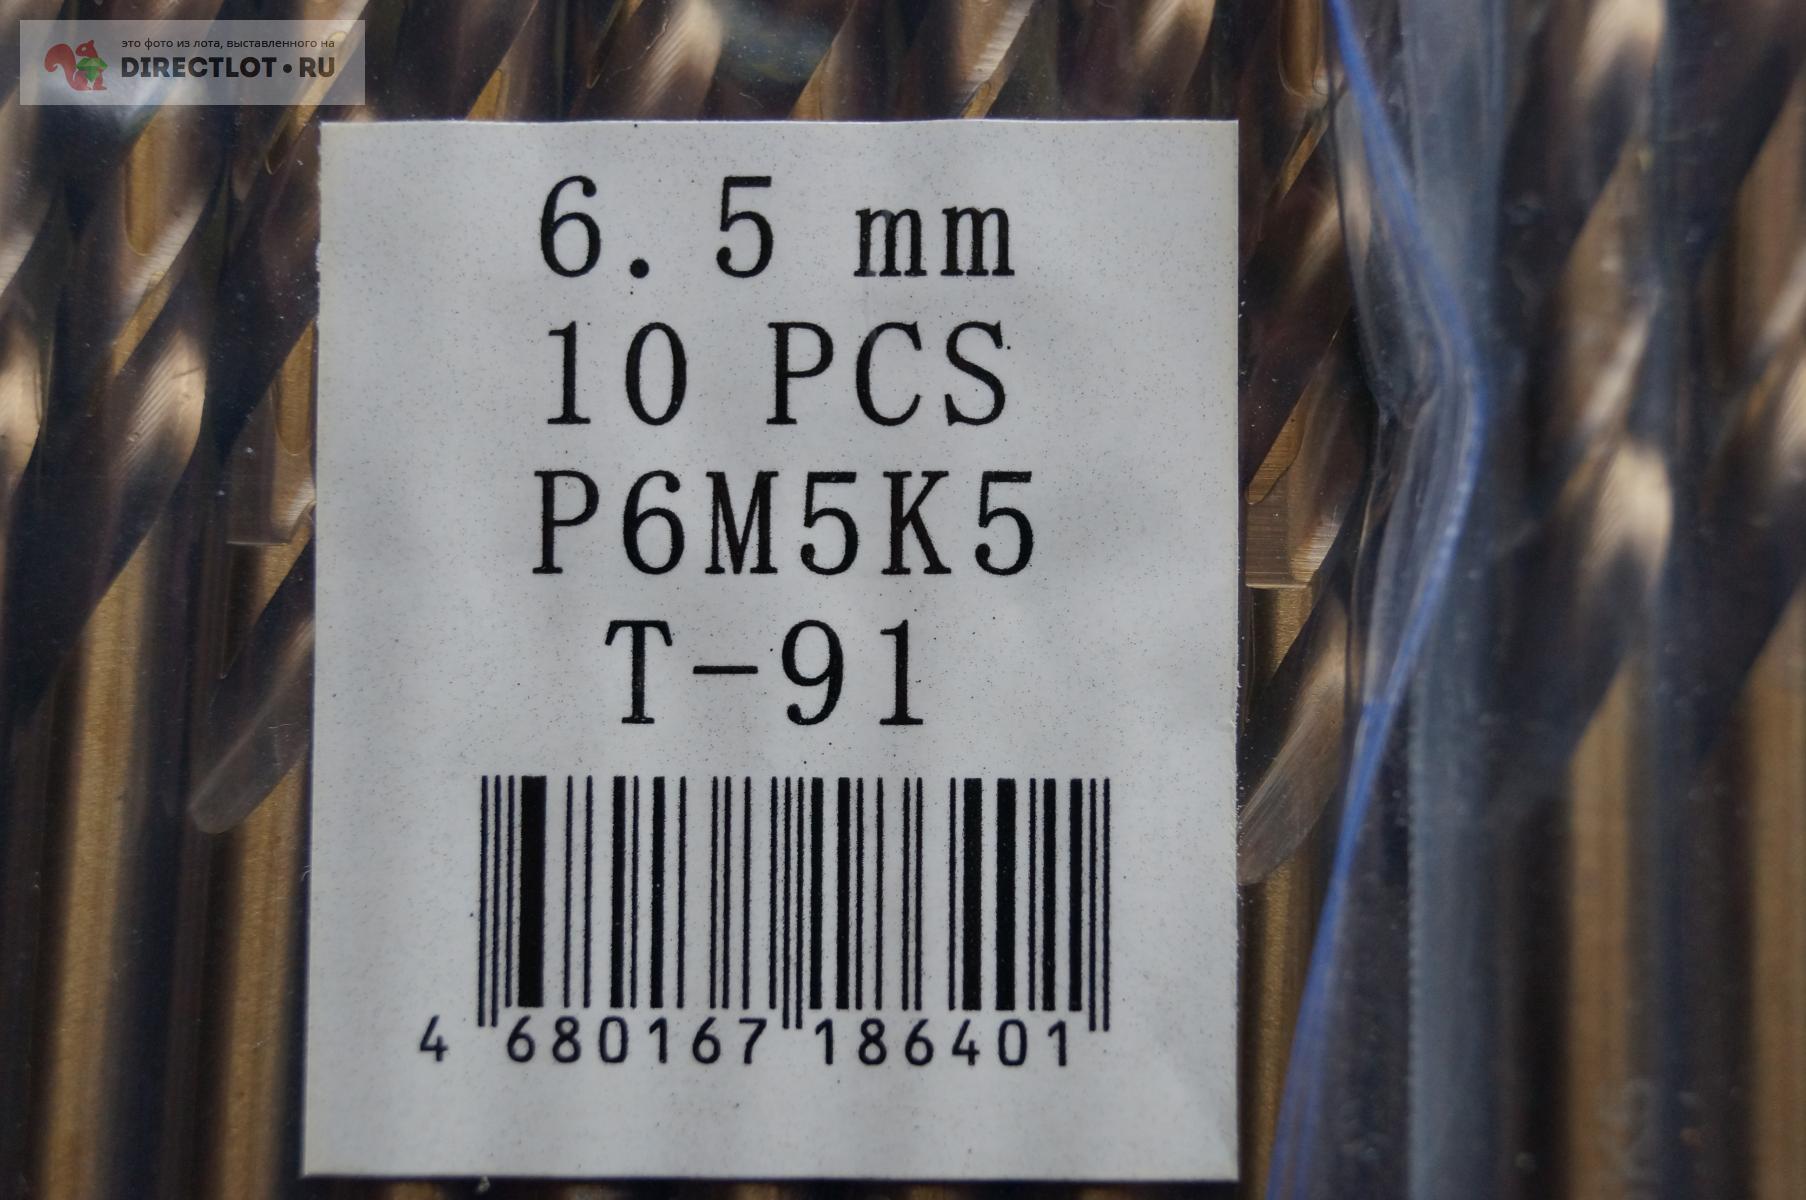 это фото из лота, выставленного на
DIRECTLOT•RU
6.5 mm
10 PCS
P6M5K5
T-91
4 680167 186401